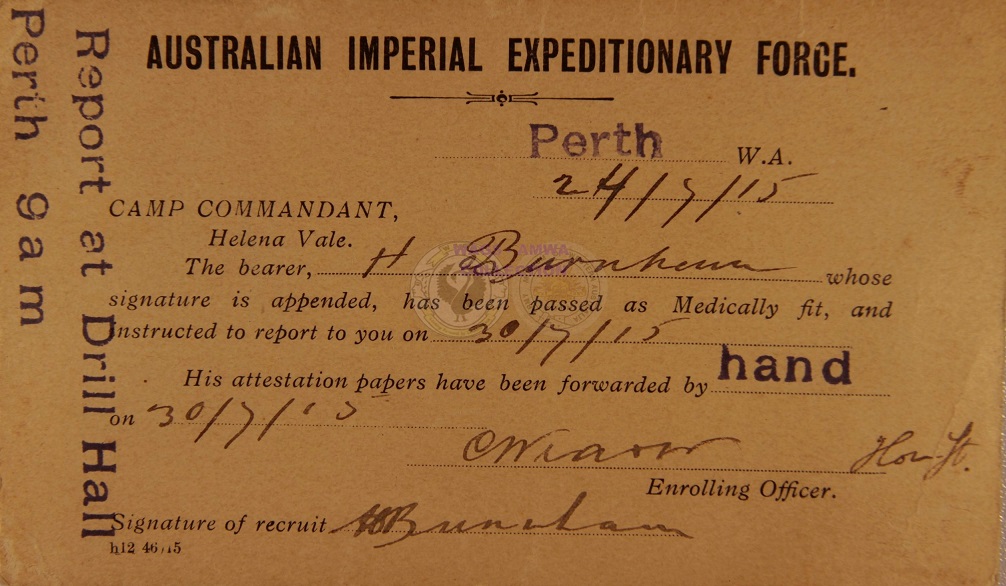 Report at Drill Hall
Perth 9am
AUSTRALIAN IMPERIAL EXPEDITIONARY FORCE.
Perth W.A.
24/7/15
CAMP COMMANDANT,
Helena Vale.
The bearer, H Burnham whose
signature is appended, has been passed as Medically fit, and
instructed to report to you on 30/7/15
His attestation papers have been forwarded by hand
on 30/7/15
Hon. Lt.
Enrolling Officer.
Signature of recruit H Burnham
h12 46/15